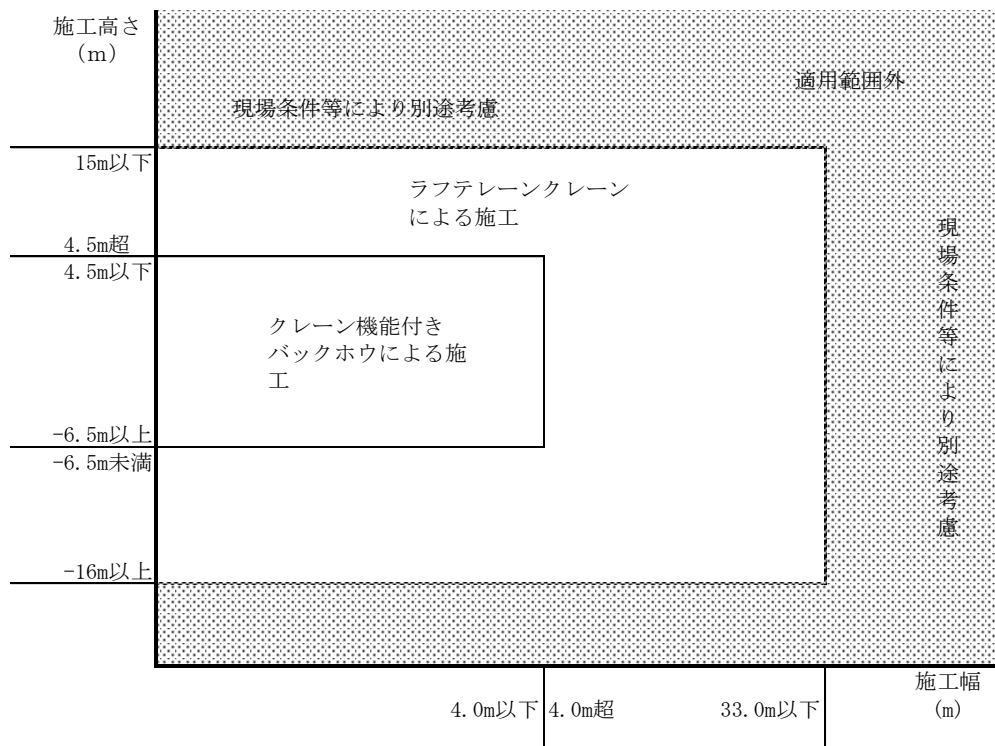 施工高さ
(m)
適用範囲外
現場条件等により別途考慮
15m以下
ラフテレーンクレーン
による施工
現場条件等により別途考慮
4.5m超
4.5m以下
クレーン機能付き
バックホウによる施
工
-6.5m以上
-6.5m未満
-16m以上
施工幅
(m)
4.0m以下
4.0m超
33.0m以下